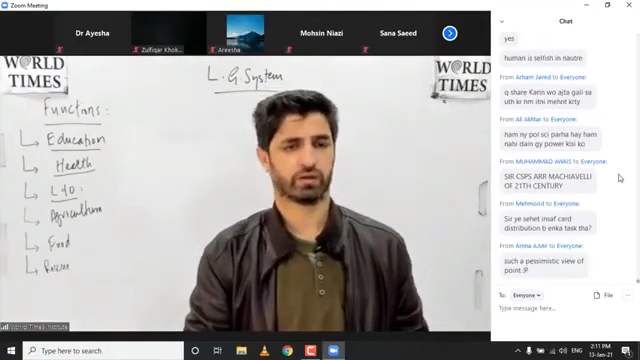 Zoom Meeting
Dr Ayesha
Zulfiqar Khok...
Areesha
Mohsin Niazi
Sana Saeed
WORLD
TIMES
L.G.System
WORLD
TIMES
Functions:
Education
Health
L&O
Agriculture
Food
World Times Institute
Chat
yes
human is selfish in nautre
From Arham Javed to Everyone:
q share Karin wo ajta gali sa
uth kr hm itni mehnt krty
From Ali Akhtar to Everyone:
ham ny pol sci parha hay ham
nahi dain gy power kisi ko
From MUHAMMAD AWAIS to Everyone:
SIR CSPS ARR MACHIAVELLI
OF 21TH CENTURY
From Mehmood to Everyone:
Sir ye sehet insaf card
distribution b enka task tha?
From Amna AJMir to Everyone:
such a pessimistic view of
point :P
To: Everyone
File
Type message here...
Type here to search
2:11 PM
13-Jan-21